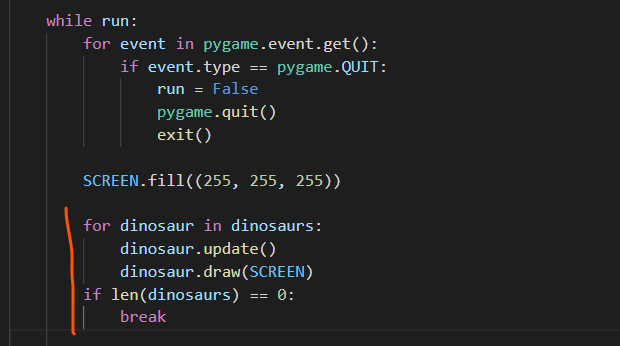 while run:
for event in pygame.event.get():
if event.type == pygame.QUIT:
run = False
pygame.quit()
exit()
SCREEN.fill((255, 255, 255))
for dinosaur in dinosaurs:
dinosaur.update()
dinosaur.draw(SCREEN)
if len(dinosaurs) == 0:
break